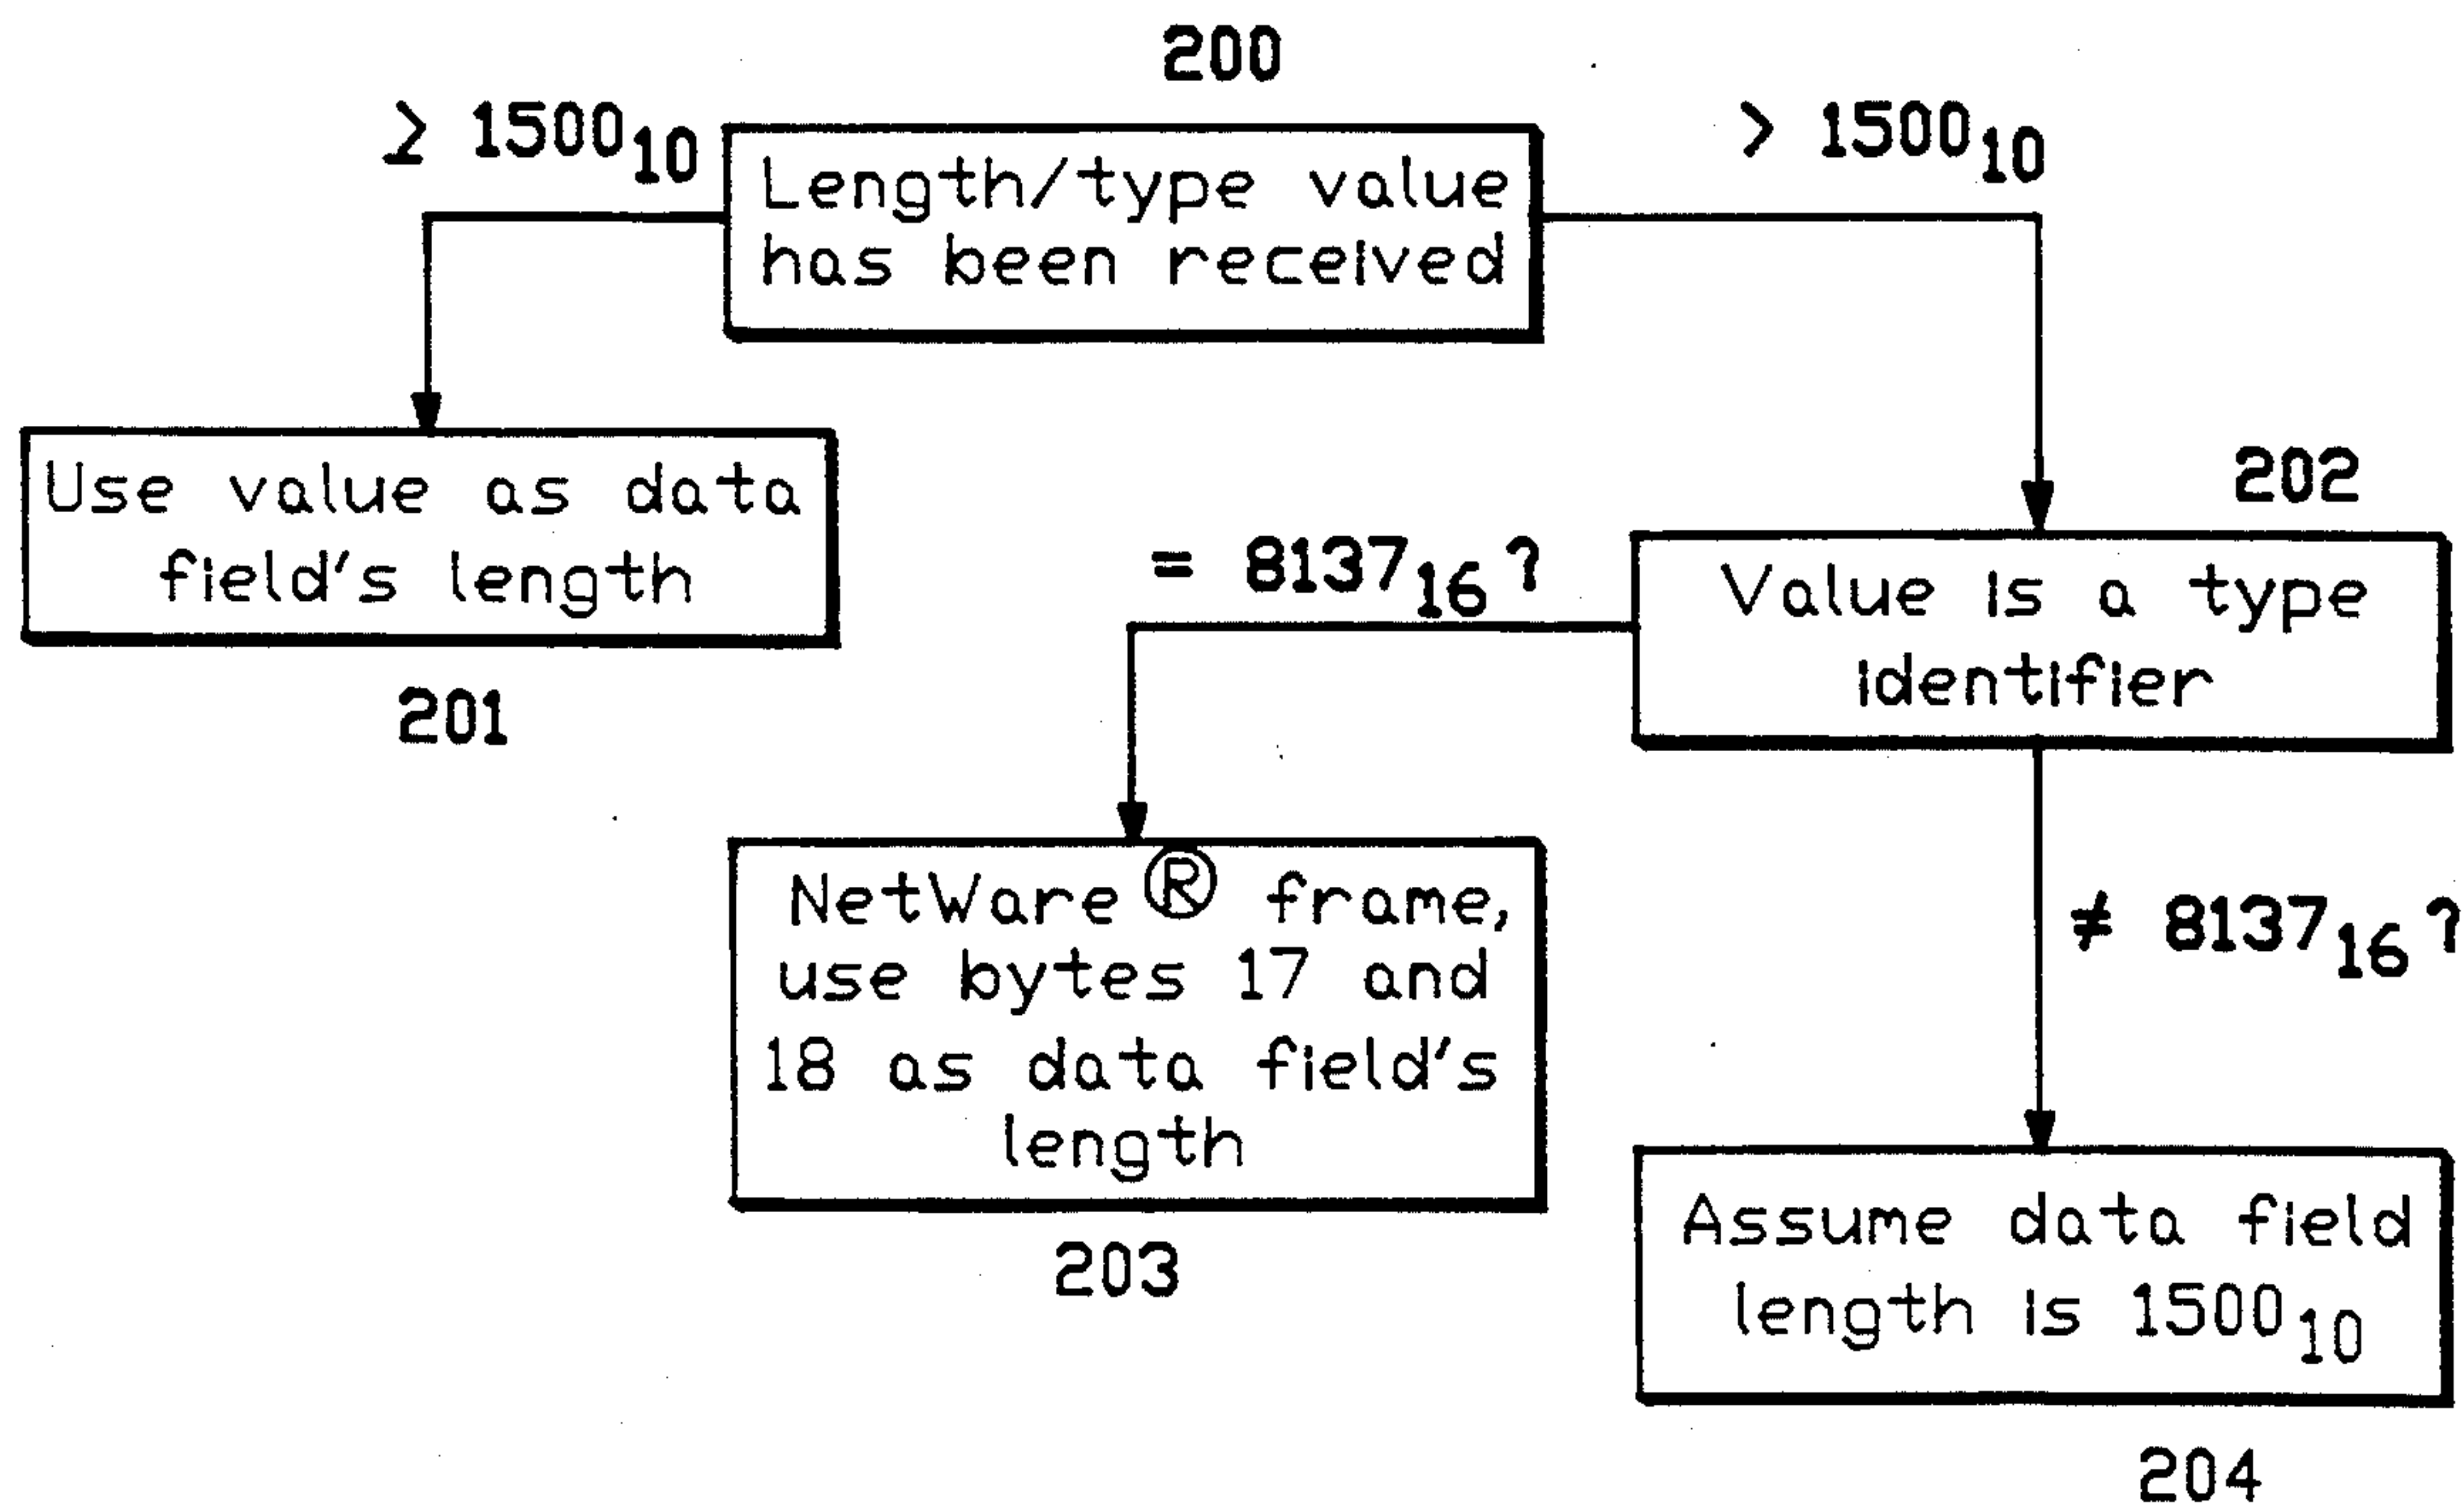 200
≥ 1500₁₀
> 1500₁₀
Length/type value
has been received
Use value as data
field's length
201
202
= 8137₁₆?
Value is a type
identifier
NetWare® frame,
use bytes 17 and
18 as data field's
length
203
≠ 8137₁₆?
Assume data field
length is 1500₁₀
204